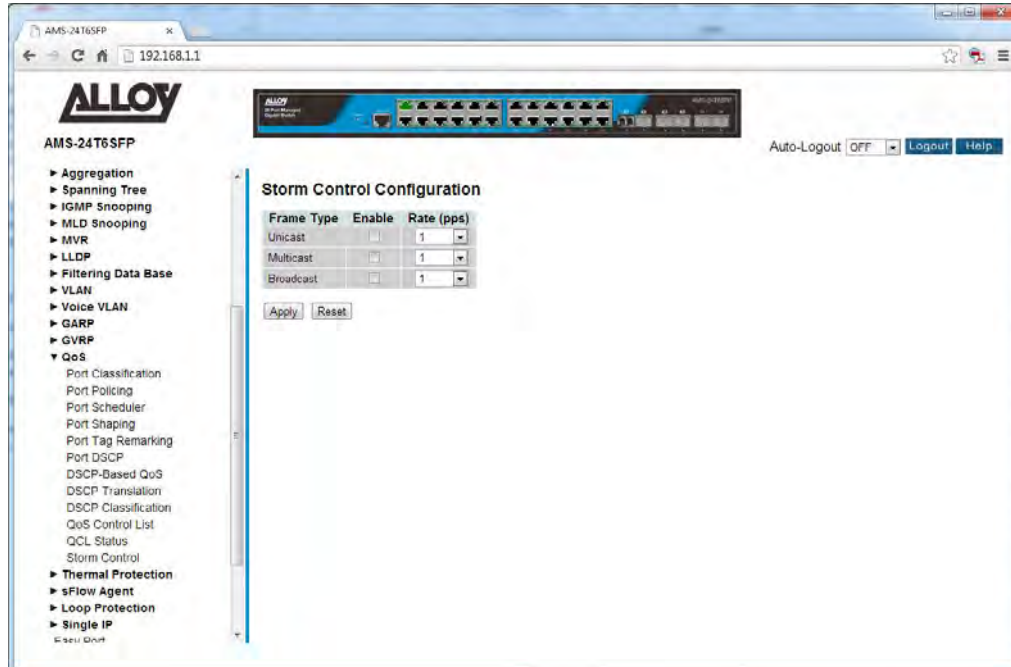 AMS-24T6SFP
192.168.1.1
ALLOY
AMS-24T6SFP
ALLOY
Auto-Logout OFF Logout Help
Aggregation
Spanning Tree
IGMP Snooping
MLD Snooping
MVR
LLDP
Filtering Data Base
VLAN
Voice VLAN
GARP
GVRP
QoS
Port Classification
Port Policing
Port Scheduler
Port Shaping
Port Tag Remarking
Port DSCP
DSCP-Based QoS
DSCP Translation
DSCP Classification
QoS Control List
QCL Status
Storm Control
Thermal Protection
sFlow Agent
Loop Protection
Single IP
Easy Port
Storm Control Configuration
Frame Type Enable Rate (pps)
Unicast 1
Multicast 1
Broadcast 1
Apply Reset